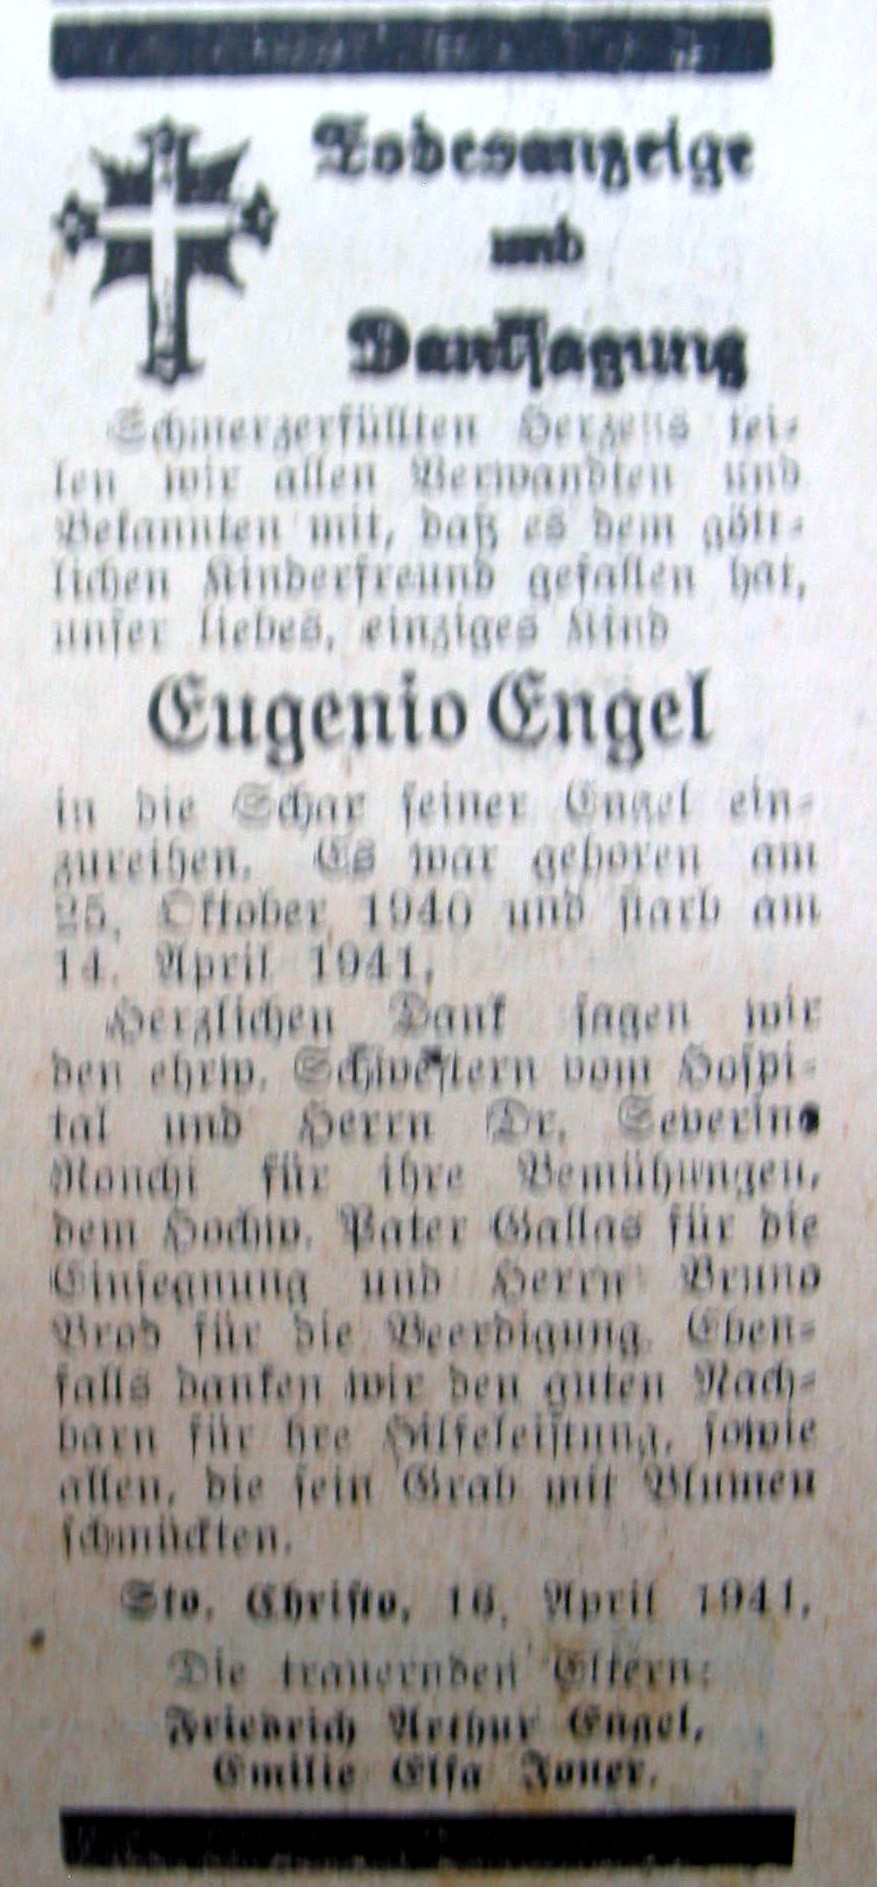 Todesanzeige
und
Danksagung
Schmerzerfüllten Herzens tei-
len wir allen Verwandten und
Bekannten mit, daß es dem gött-
lichen Kinderfreund gefallen hat,
unser liebes, einziges Kind
Eugenio Engel
in die Schar seiner Engel ein-
zureihen. Es war geboren am
25. Oktober 1940 und starb am
14. April 1941.
Herzlichen Dank sagen wir
den ehrw. Schwestern vom Hospi-
tal und Herrn Dr. Severino
Ronchi für ihre Bemühungen,
dem Hochw. Pater Gallas für die
Einsegnung und Herrn Bruno
Brod für die Beerdigung. Eben-
falls danken wir den guten Nach-
barn für hre Hilfeleistung, sowie
allen, die sein Grab mit Blumen
schmückten.
Sto. Christo, 16. April 1941.
Die trauernden Eltern:
Friedrich Arthur Engel,
Emilie Elsa